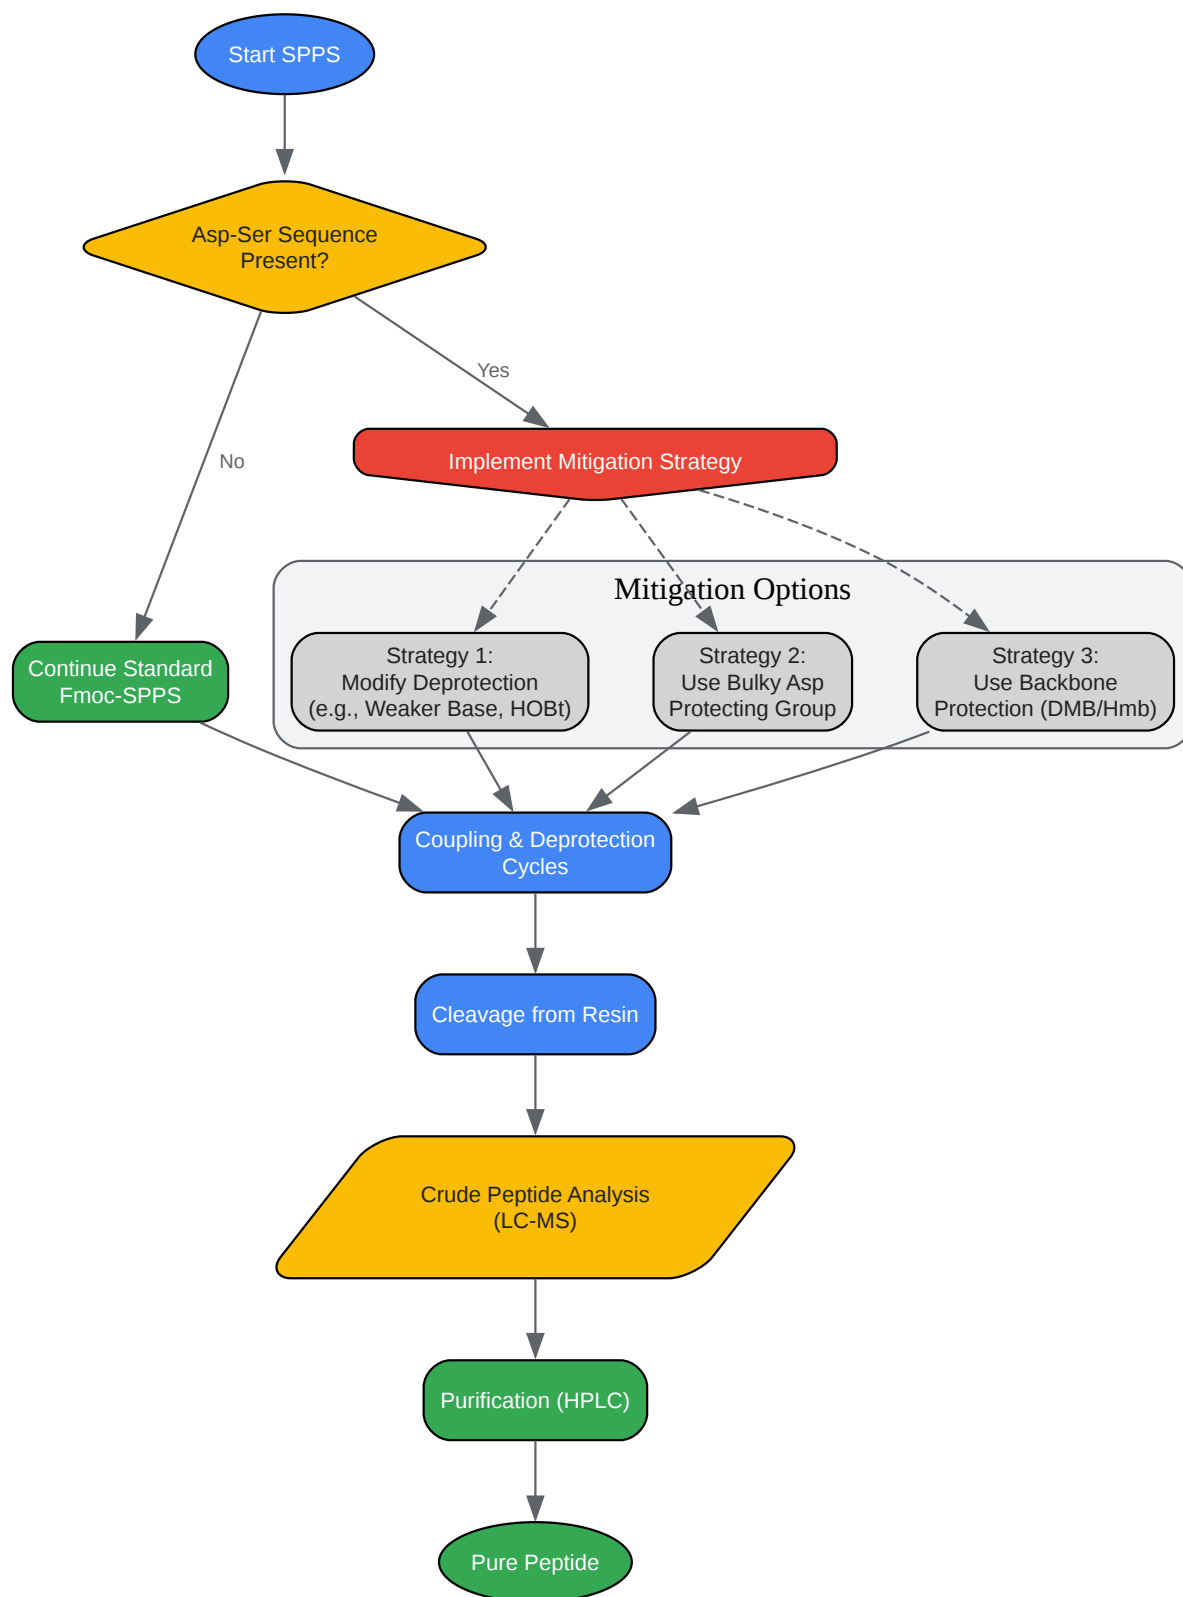 Start SPPS
Asp-Ser Sequence
Present?
Yes
No
Implement Mitigation Strategy
Mitigation Options
Continue Standard
Fmoc-SPPS
Strategy 1:
Modify Deprotection
(e.g., Weaker Base, HOBt)
Strategy 2:
Use Bulky Asp
Protecting Group
Strategy 3:
Use Backbone
Protection (DMB/Hmb)
Coupling & Deprotection
Cycles
Cleavage from Resin
Crude Peptide Analysis
(LC-MS)
Purification (HPLC)
Pure Peptide